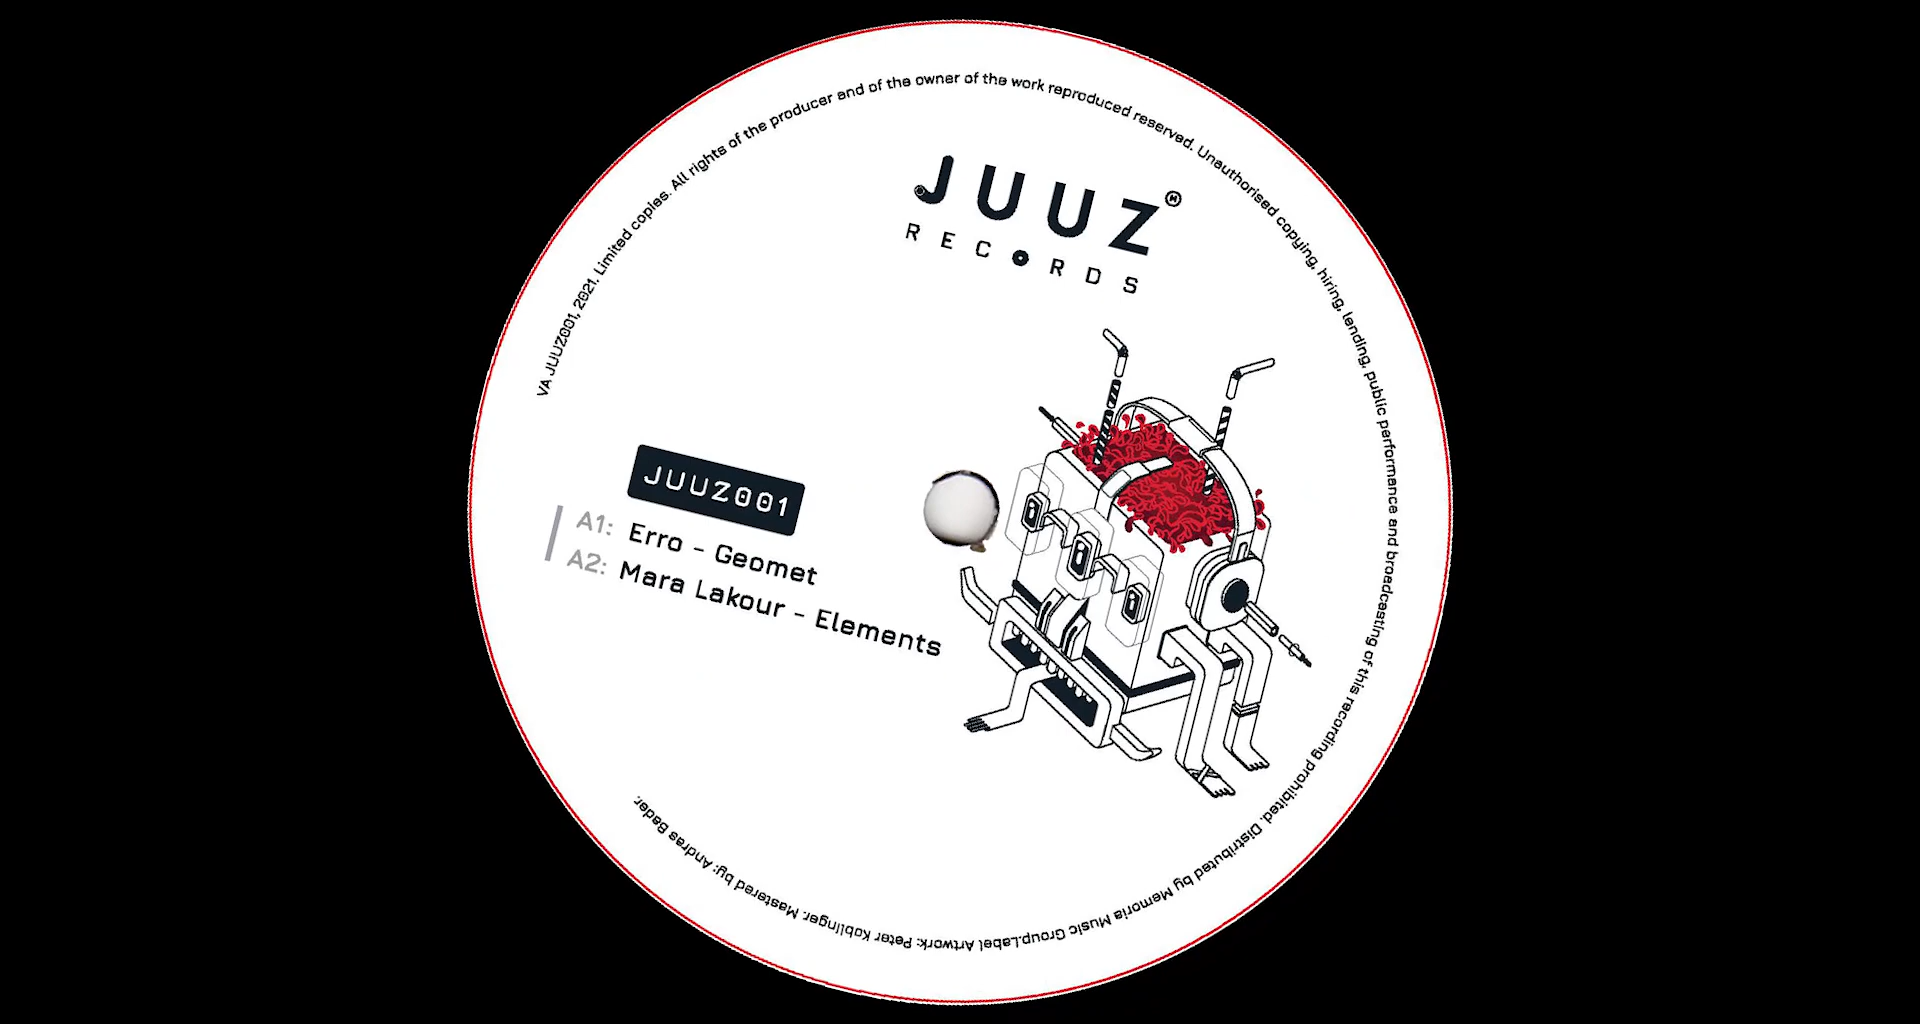 JUUZ
RECORDS
JUUZ001
A1: Erro - Geomet
A2: Mara Lakour - Elements
VA JUUZ001, 2021. Limited copies. All rights of the producer and of the owner of the work reproduced reserved. Unauthorised copying, hiring, lending, public performance and broadcasting of this recording prohibited. Distributed by Memoria Music Group.Label Artwork: Peter Koblinger. Mastered by: Andras Bader.